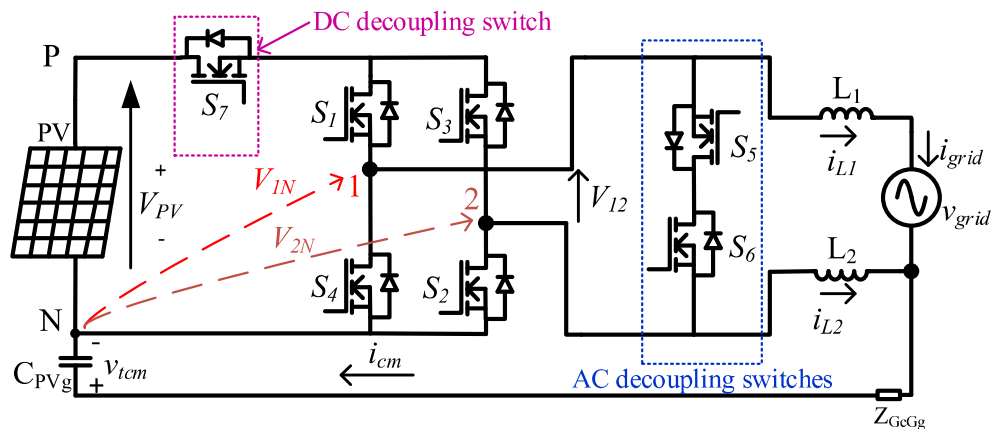 DC decoupling switch
P
S7
S1
S3
L1
PV
S5
iL1
igrid
V1N
1
+
VPV
-
2
V12
vgrid
V2N
S4
S2
S6
L2
N
iL2
-
CPVg
vtcm
+
icm
AC decoupling switches
ZGcGg